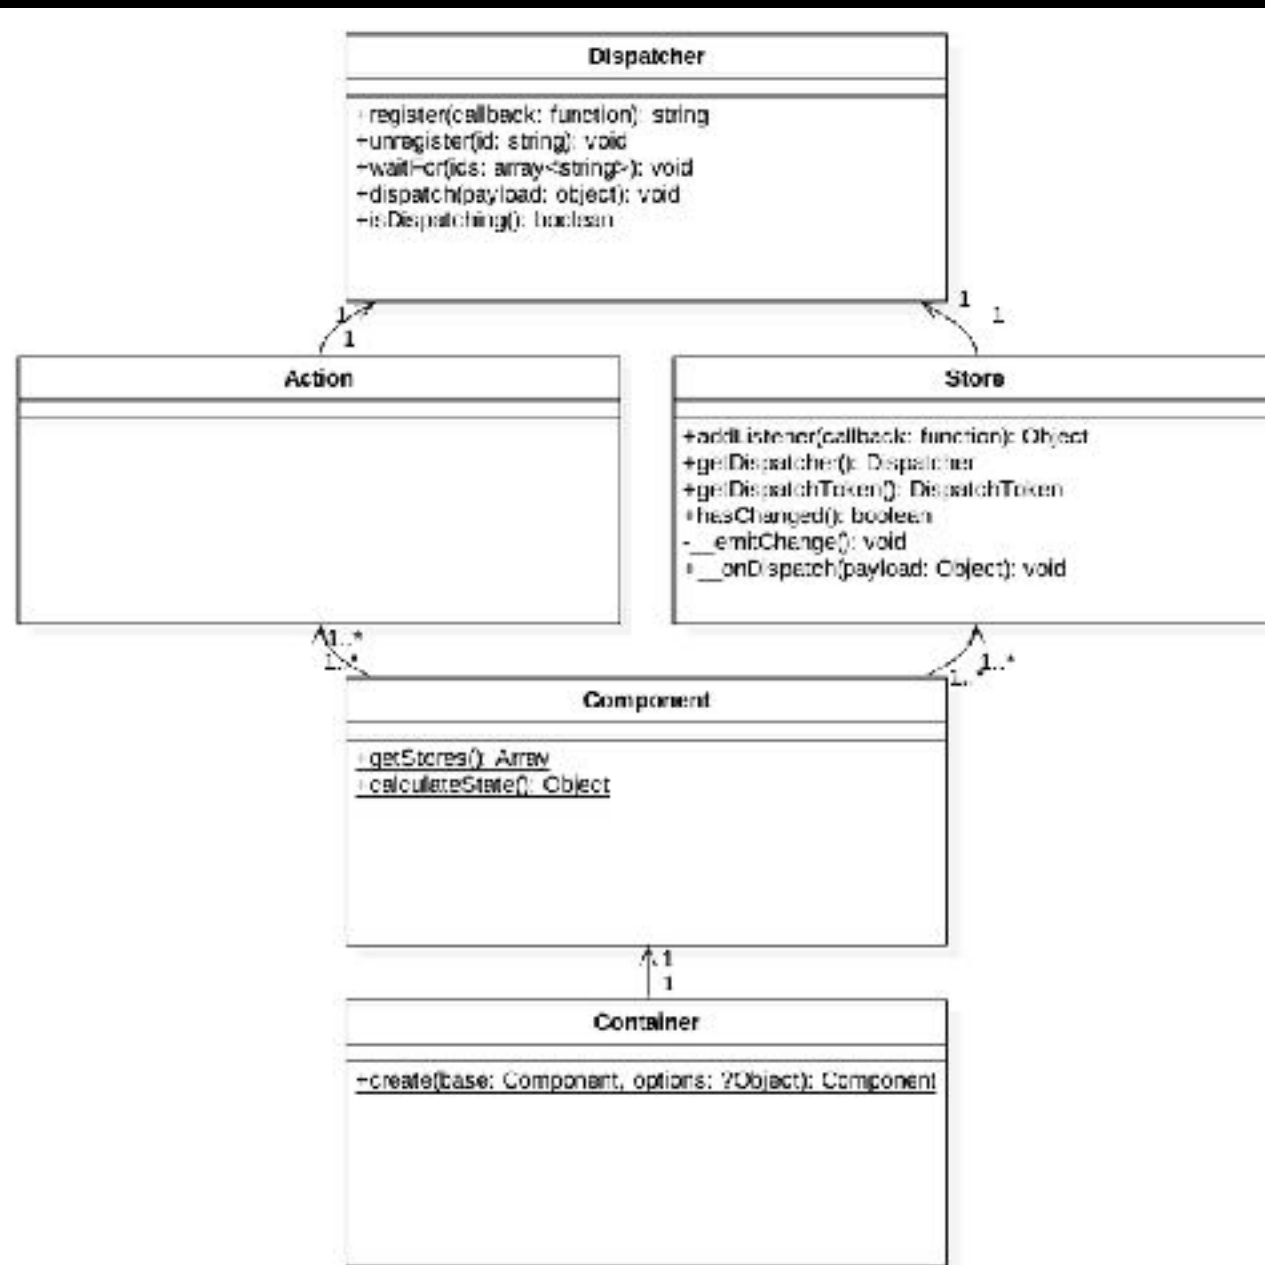 Dispatcher
+register(callback: function): string
+unregister(id: string): void
+waitFor(ids: array<string>): void
+dispatch(payload: object): void
+isDispatching(): boolean
1
1
1
1
Action
Store
+addListener(callback: function): Object
+getDispatcher(): Dispatcher
+getDispatchToken(): DispatchToken
+hasChanged(): boolean
-__emitChange(): void
+__onDispatch(payload: Object): void
1..*
1..*
1..*
1..*
Component
+getStores(): Array
+calculateState(): Object
1
1
Container
+create(base: Component, options: ?Object): Component